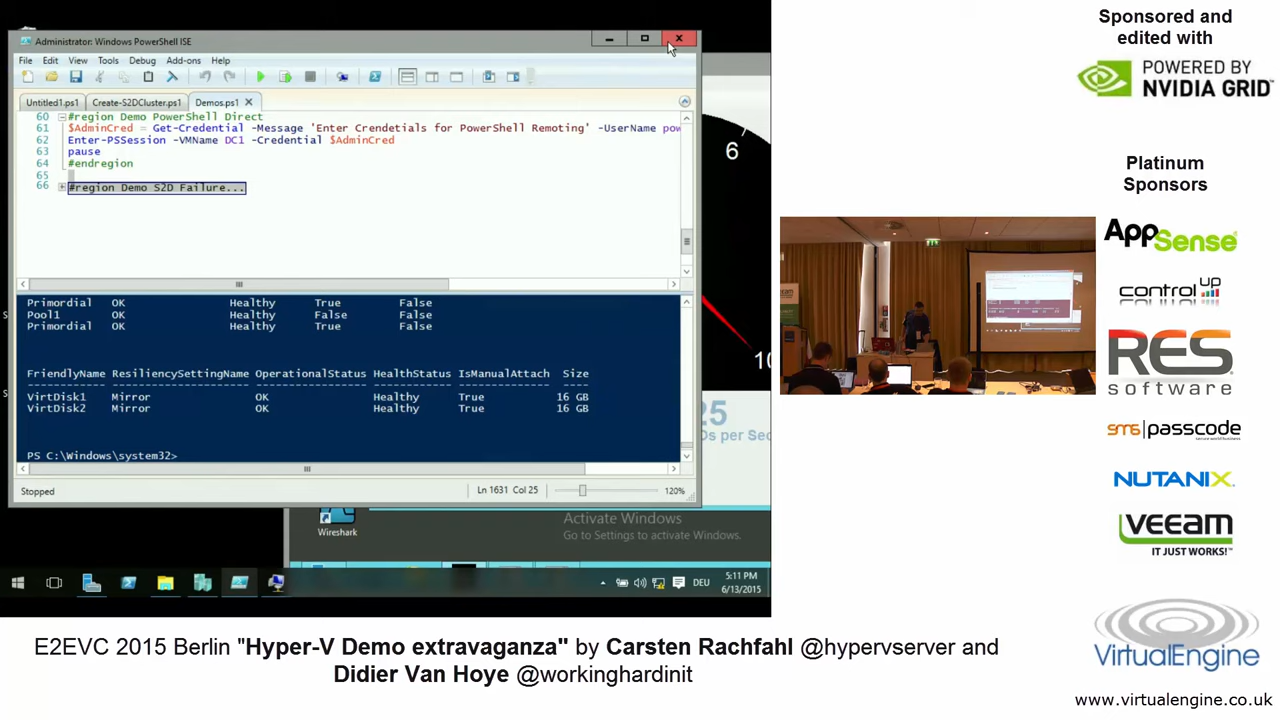 Administrator: Windows PowerShell ISE
File Edit View Tools Debug Add-ons Help
Untitled1.ps1 Create-S2DCluster.ps1 Demos.ps1
60 #region Demo PowerShell Direct
61 $AdminCred = Get-Credential -Message 'Enter Crendetials for PowerShell Remoting' -UserName pow
62 Enter-PSSession -VMName DC1 -Credential $AdminCred
63 pause
64 #endregion
65
66 #region Demo S2D Failure...
Primordial OK Healthy True False
Pool1 OK Healthy False False
Primordial OK Healthy True False
FriendlyName ResiliencySettingName OperationalStatus HealthStatus IsManualAttach Size
VirtDisk1 Mirror OK Healthy True 16 GB
VirtDisk2 Mirror OK Healthy True 16 GB
PS C:\Windows\system32>
Stopped Ln 1631 Col 25 120%
6
10
25
Ds per Sec
Wireshark
Activate Windows
Go to Settings to activate Windows.
DEU
5:11 PM
6/13/2015
Sponsored and
edited with
POWERED BY
NVIDIA GRID
Platinum
Sponsors
AppSense
control up
RES
software
sms|passcode
NUTANIX
veeam
IT JUST WORKS!
VirtualEngine
www.virtualengine.co.uk
E2EVC 2015 Berlin "Hyper-V Demo extravaganza" by Carsten Rachfahl @hypervserver and
Didier Van Hoye @workinghardinit